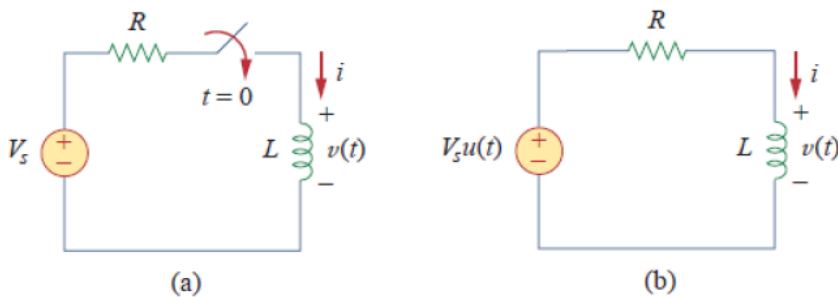 R
i
t = 0
+
V_s
+
−
L
v(t)
−
(a)
R
i
+
V_s u(t)
+
−
L
v(t)
−
(b)